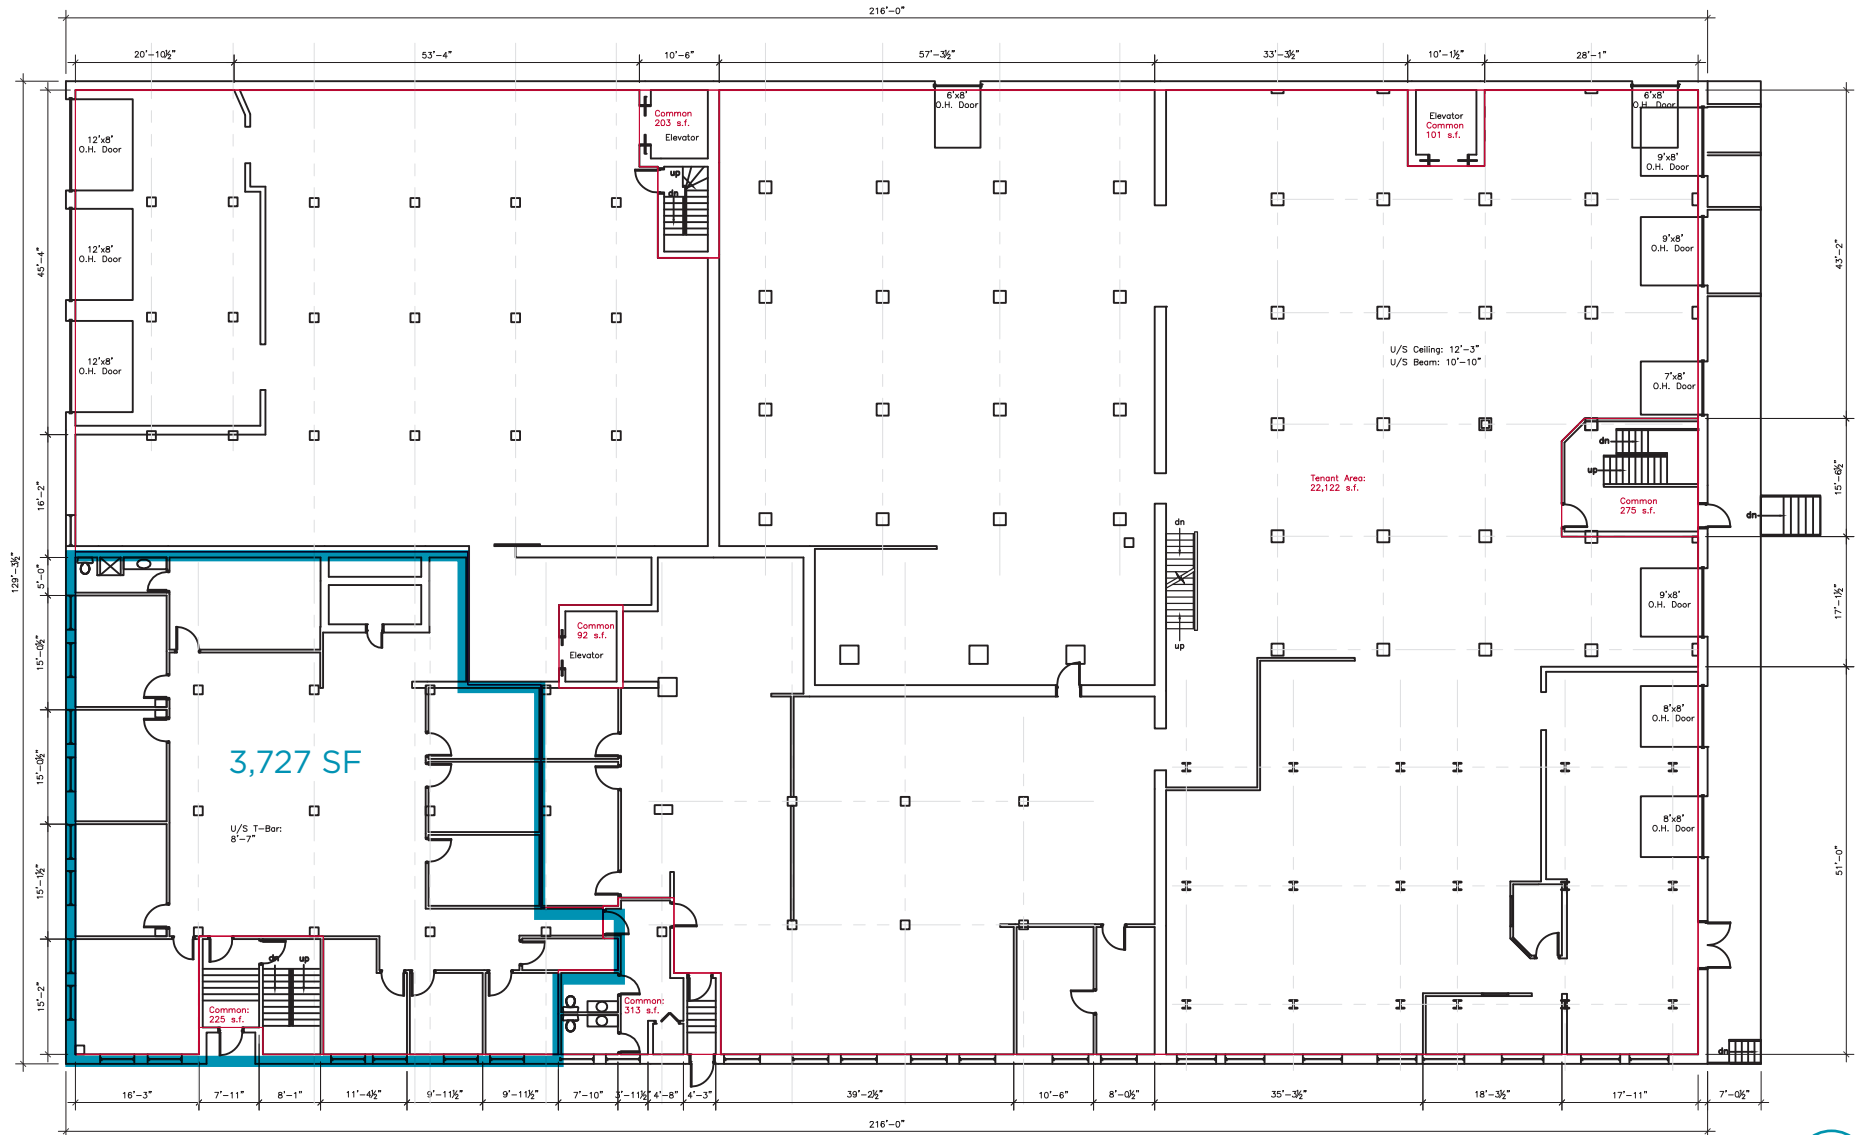 216'-0"
20'-10½"
53'-4"
10'-6"
57'-3½"
33'-3½"
10'-1½"
28'-1"
12'x8'
O.H. Door
Common
203 s.f.
Elevator
up
dn
6'x8'
O.H. Door
Elevator
Common
101 s.f.
6'x8'
O.H. Door
9'x8'
O.H. Door
12'x8'
O.H. Door
9'x8'
O.H. Door
45'-4"
43'-2"
12'x8'
O.H. Door
U/S Ceiling: 12'-3"
U/S Beam: 10'-10"
7'x8'
O.H. Door
dn
up
Tenant Area:
22,122 s.f.
Common
275 s.f.
dn
16'-2"
15'-6½"
129'-3½"
5'-0"
dn
up
9'x8'
O.H. Door
17'-1½"
Common
92 s.f.
Elevator
15'-0½"
8'x8'
O.H. Door
3,727 SF
15'-0½"
U/S T-Bar:
8'-7"
8'x8'
O.H. Door
51'-0"
15'-1½"
dn
up
Common:
225 s.f.
Common:
313 s.f.
15'-2"
dn
16'-3"
7'-11"
8'-1"
11'-4½"
9'-11½"
9'-11½"
7'-10"
3'-11½"
4'-8"
4'-3"
39'-2½"
10'-6"
8'-0½"
35'-3½"
18'-3½"
17'-11"
7'-0½"
216'-0"